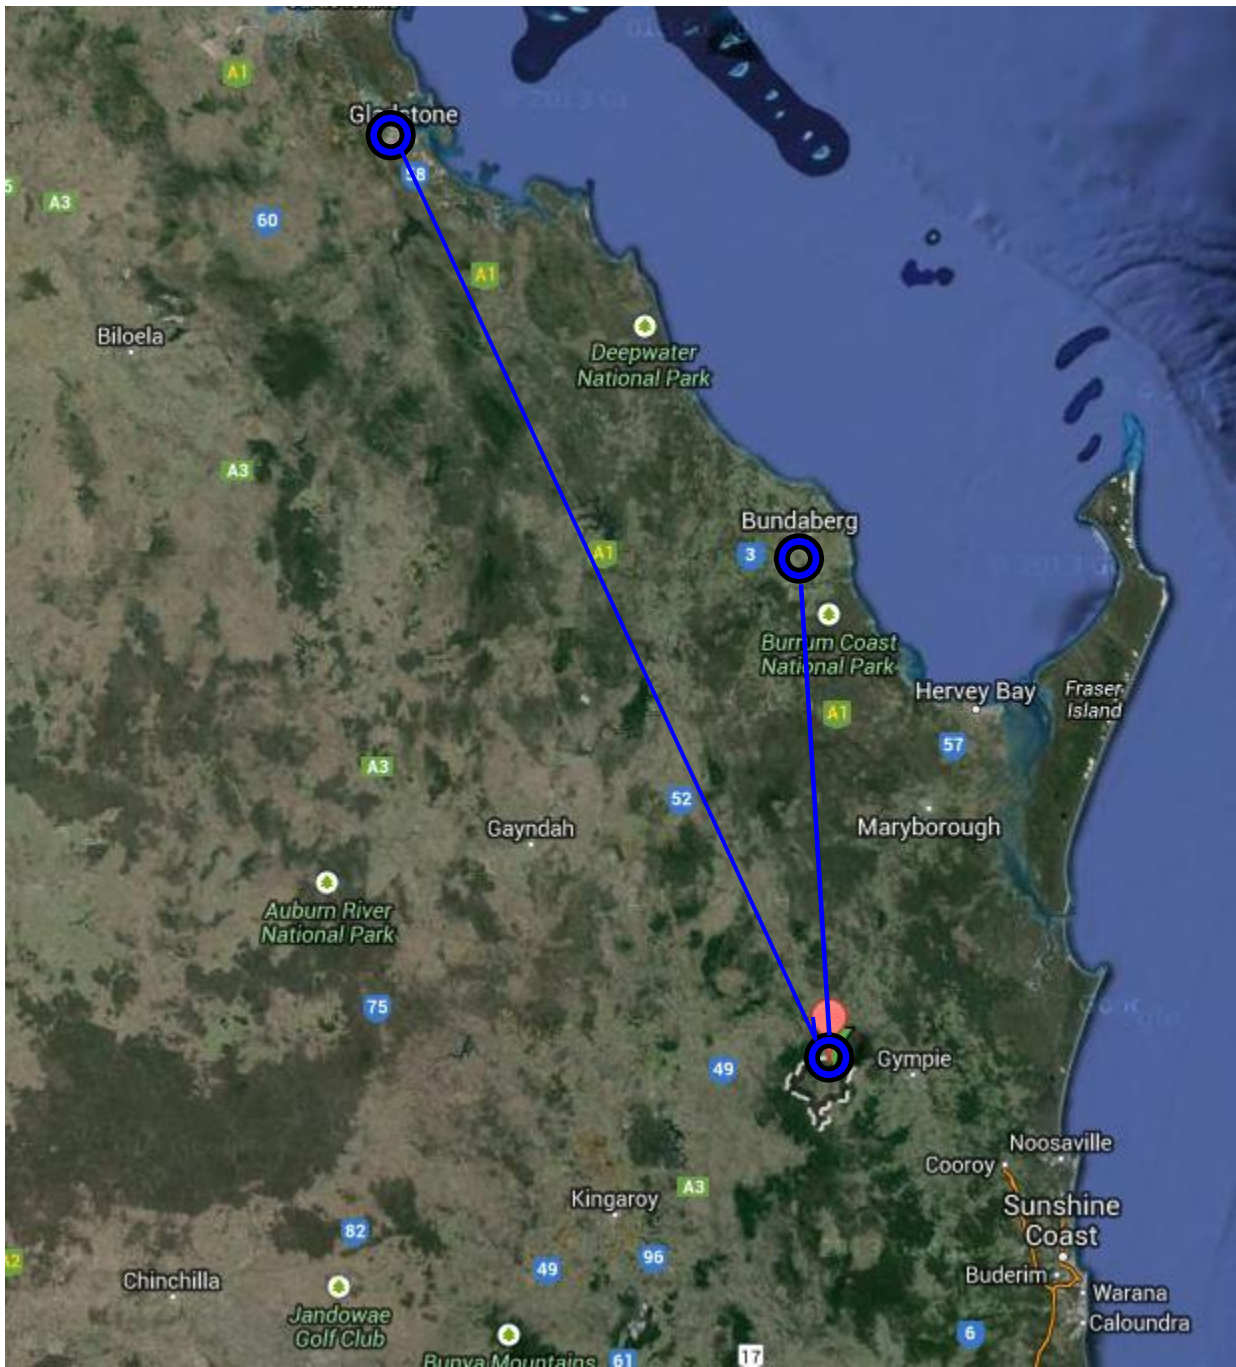 A1
Gladstone
58
A3
60
A1
Biloela
Deepwater
National Park
A3
Bundaberg
A1
3
Burrum Coast
National Park
Hervey Bay
Fraser
Island
A1
57
A3
52
Gayndah
Maryborough
Auburn River
National Park
75
49
Gympie
Noosaville
Cooroy
A3
Kingaroy
Sunshine
Coast
82
96
49
Buderim
Chinchilla
Warana
Jandowae
Golf Club
Caloundra
6
Bunya Mountains
61
17